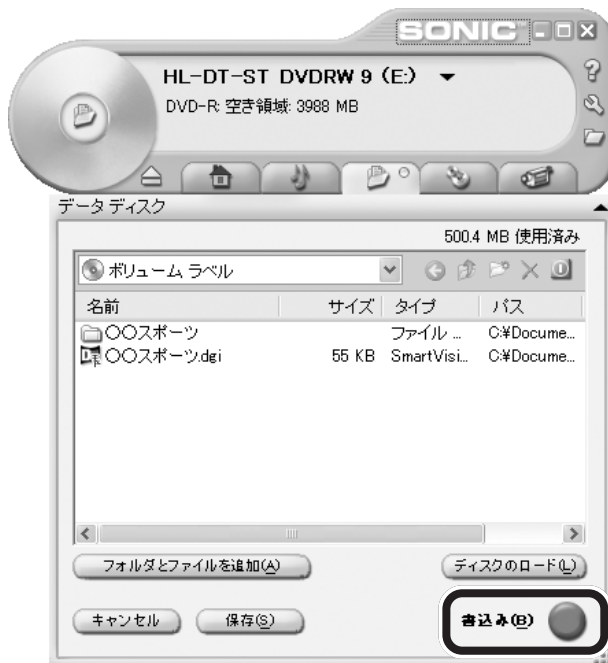 SONIC
HL-DT-ST DVDRW 9 (E:)
DVD-R: 空き領域: 3988 MB
データ ディスク
500.4 MB 使用済み
ボリューム ラベル
名前 サイズ タイプ パス
〇〇スポーツ ファイル ... C:¥Docume...
〇〇スポーツ.dgi 55 KB SmartVisi... C:¥Docume...
フォルダとファイルを追加(A) ディスクのロード(L)
キャンセル 保存(S) 書込み(B)